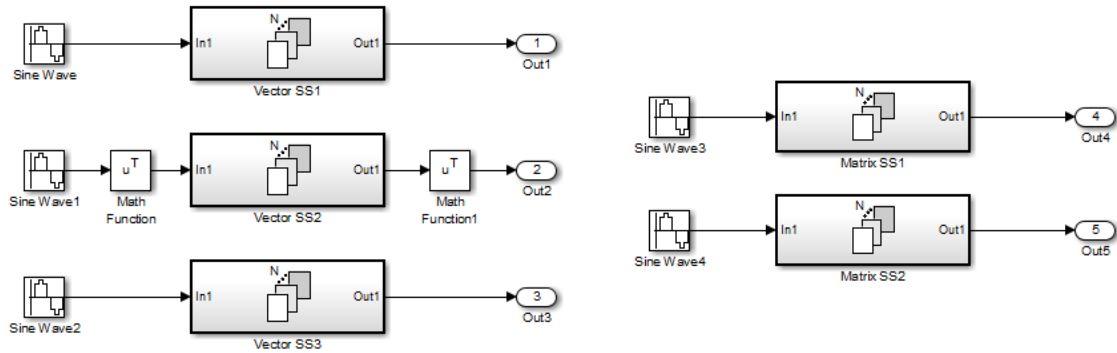 N
In1 Out1 1
Sine Wave Vector SS1 Out1
N
In1 Out1 2
u^T u^T
Sine Wave1 Math Function Vector SS2 Math Function1 Out2
N
In1 Out1 3
Sine Wave2 Vector SS3 Out3
N
In1 Out1 4
Sine Wave3 Matrix SS1 Out4
N
In1 Out1 5
Sine Wave4 Matrix SS2 Out5